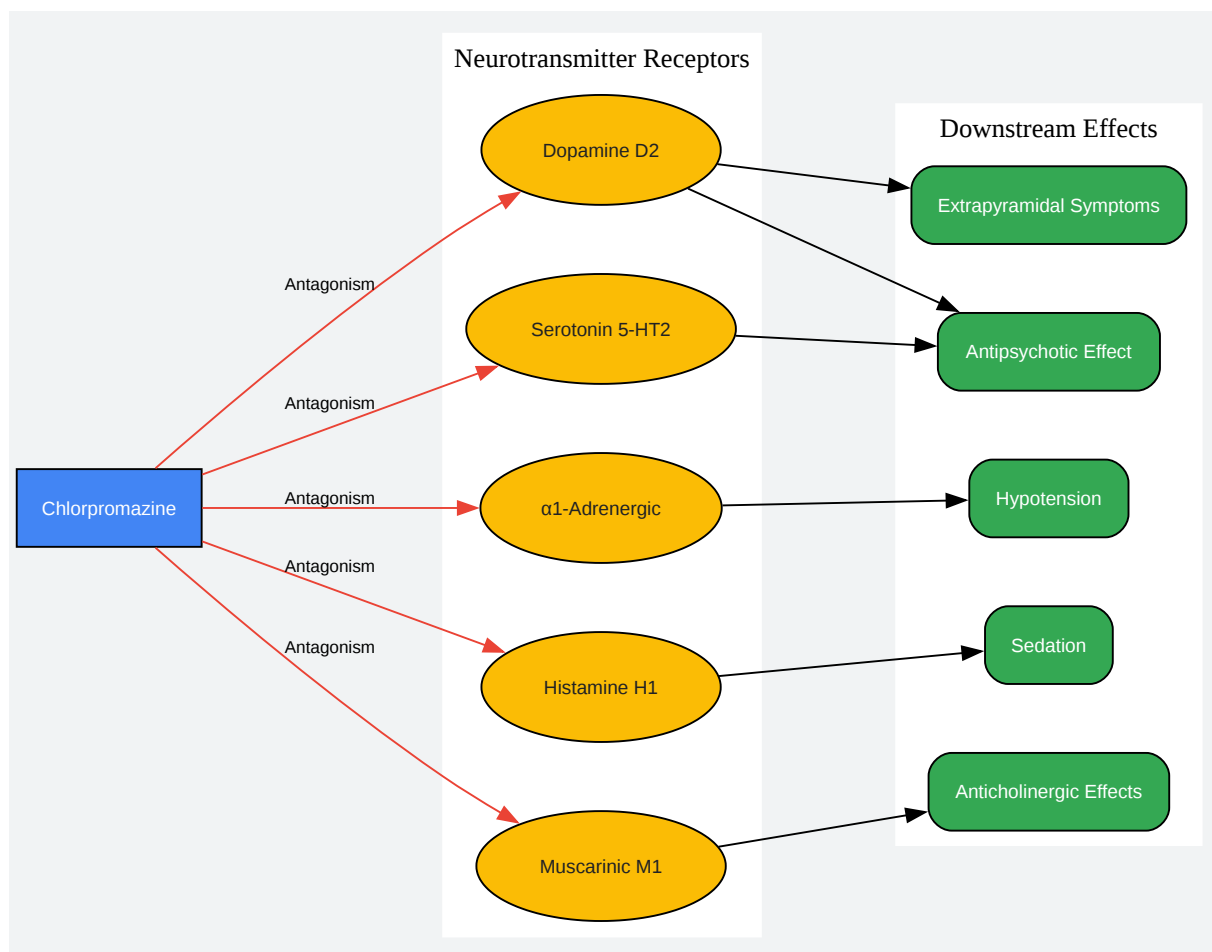 Neurotransmitter Receptors
Downstream Effects
Dopamine D2
Extrapyramidal Symptoms
Antagonism
Serotonin 5-HT2
Antipsychotic Effect
Antagonism
Chlorpromazine
Antagonism
α1-Adrenergic
Hypotension
Antagonism
Histamine H1
Sedation
Antagonism
Muscarinic M1
Anticholinergic Effects